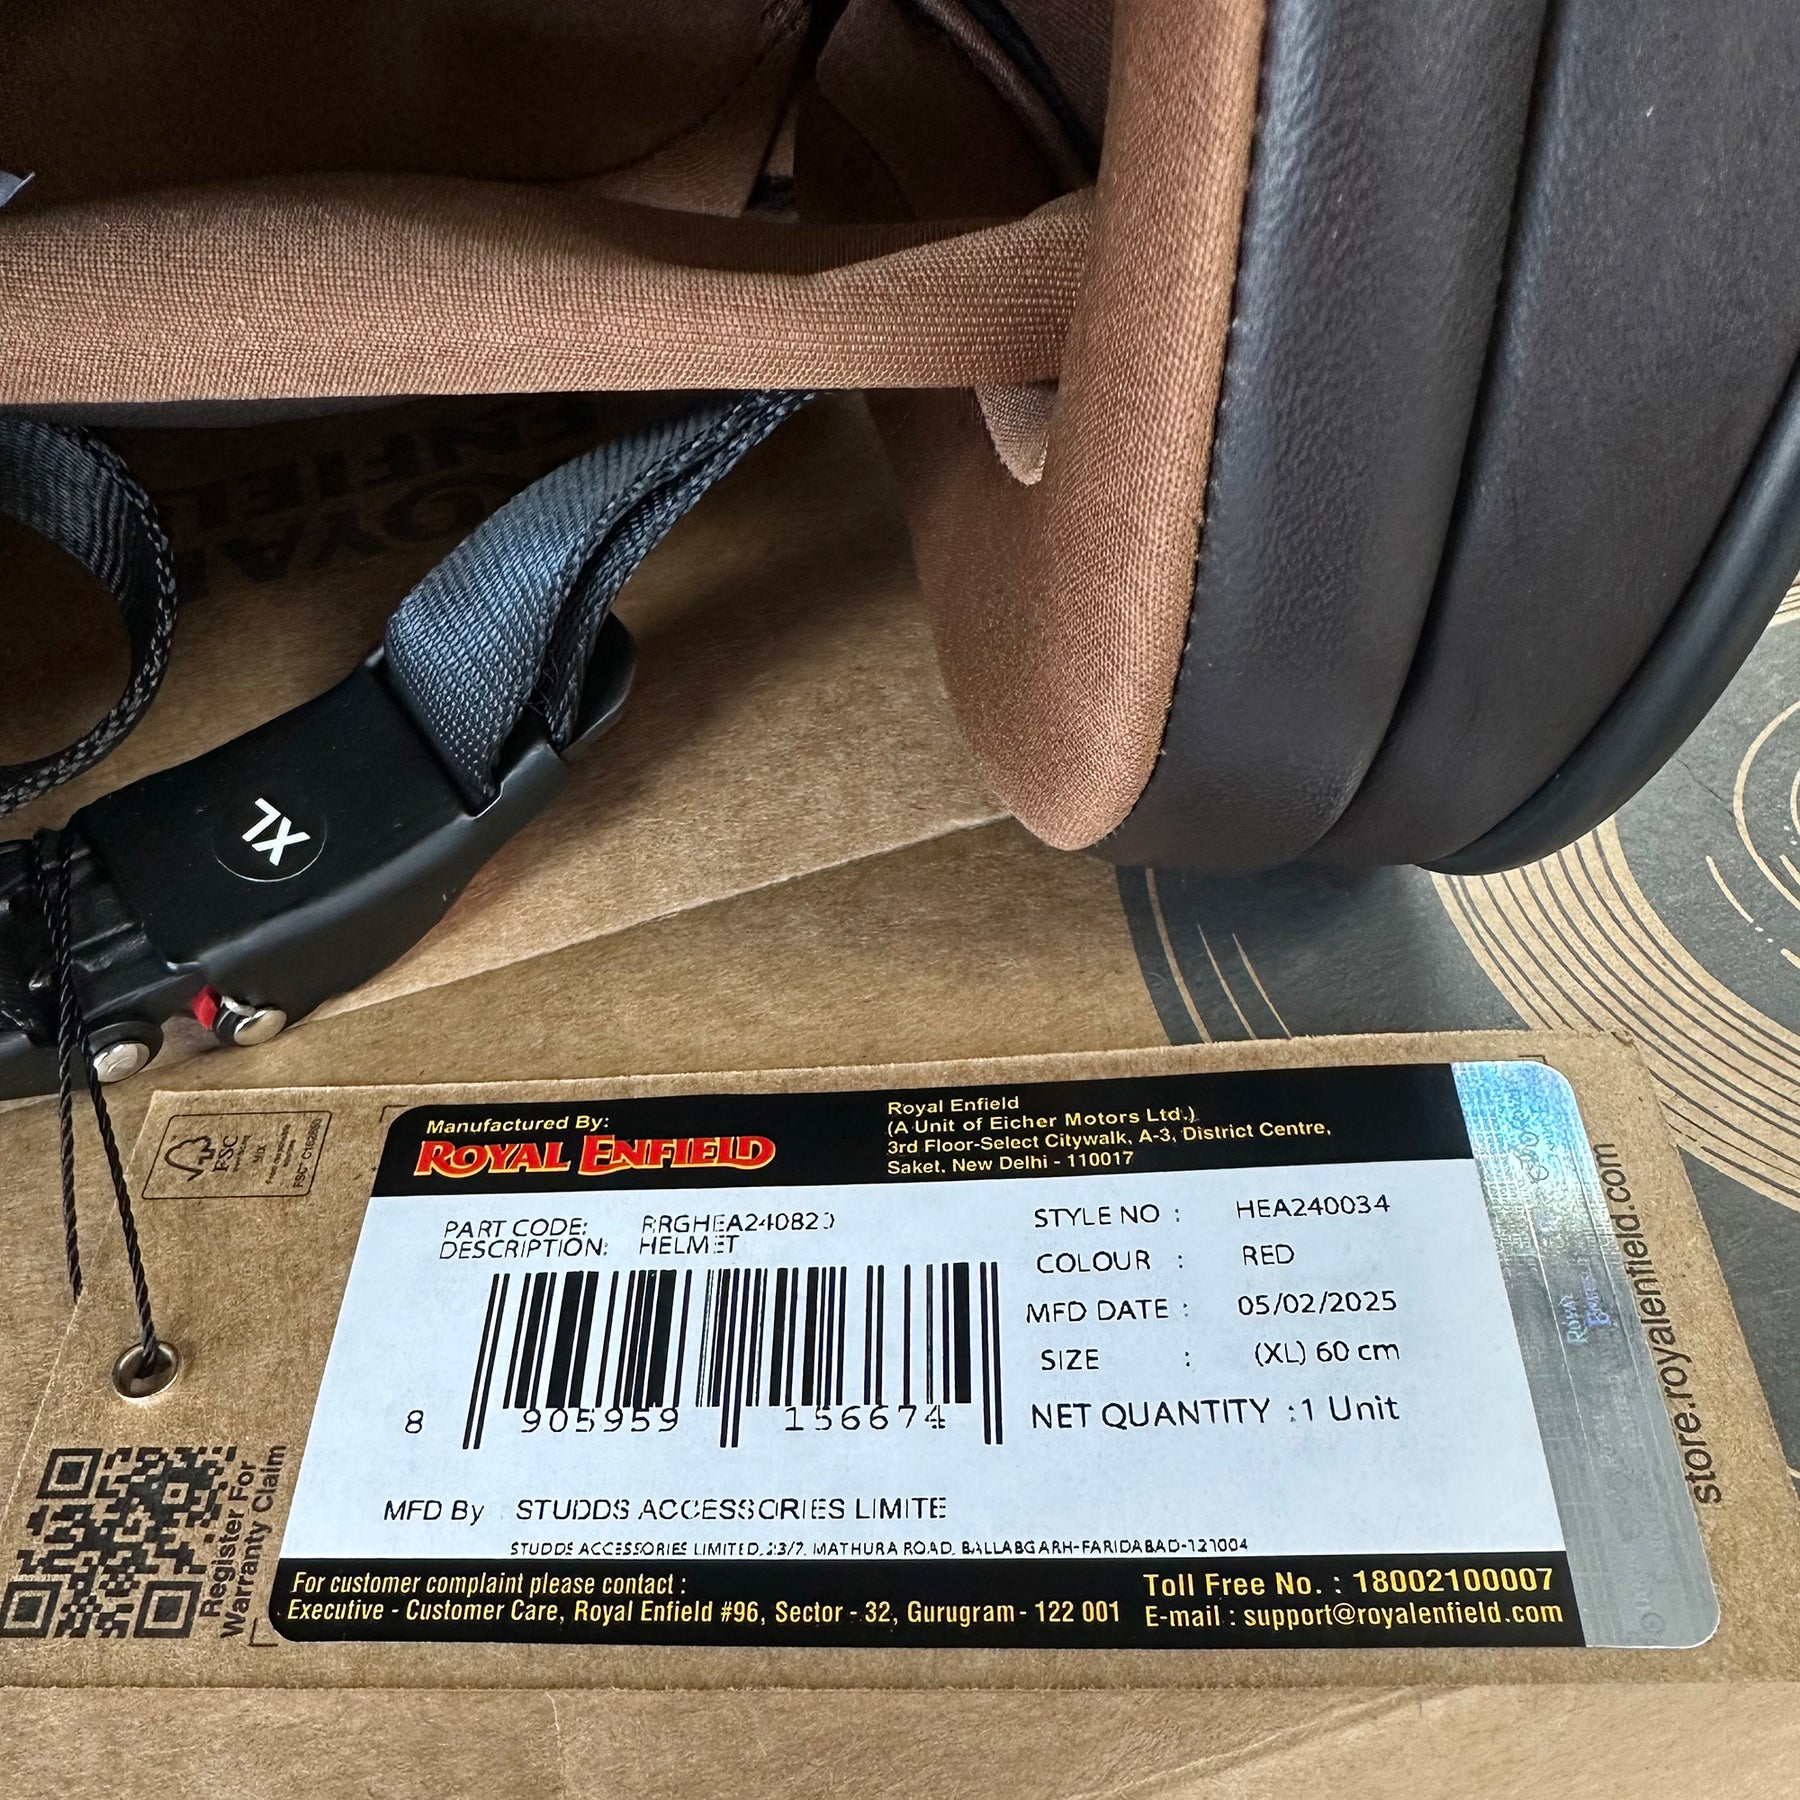 ROYAL
ENFIELD
XL
FSC
MIX
Manufactured By:
ROYAL ENFIELD
Royal Enfield
(A Unit of Eicher Motors Ltd.)
3rd Floor-Select Citywalk, A-3, District Centre,
Saket, New Delhi - 110017
PART CODE:
DESCRIPTION: HELMET
STYLE NO : HEA240034
COLOUR : RED
MFD DATE : 05/02/2025
SIZE : (XL) 60 cm
NET QUANTITY : 1 Unit
8 905959 156674
MFD By STUDDS ACCESSORIES LIMITE
STUDDS ACCESSORIES LIMITED, 23/7, MATHURA ROAD, BALLABGARH-FARIDABAD-121004
For customer complaint please contact :
Executive - Customer Care, Royal Enfield #96, Sector - 32, Gurugram - 122 001
Toll Free No. : 18002100007
E-mail : support@royalenfield.com
Register For
Warranty Claim
store.royalenfield.com
ROYAL
ENFIELD